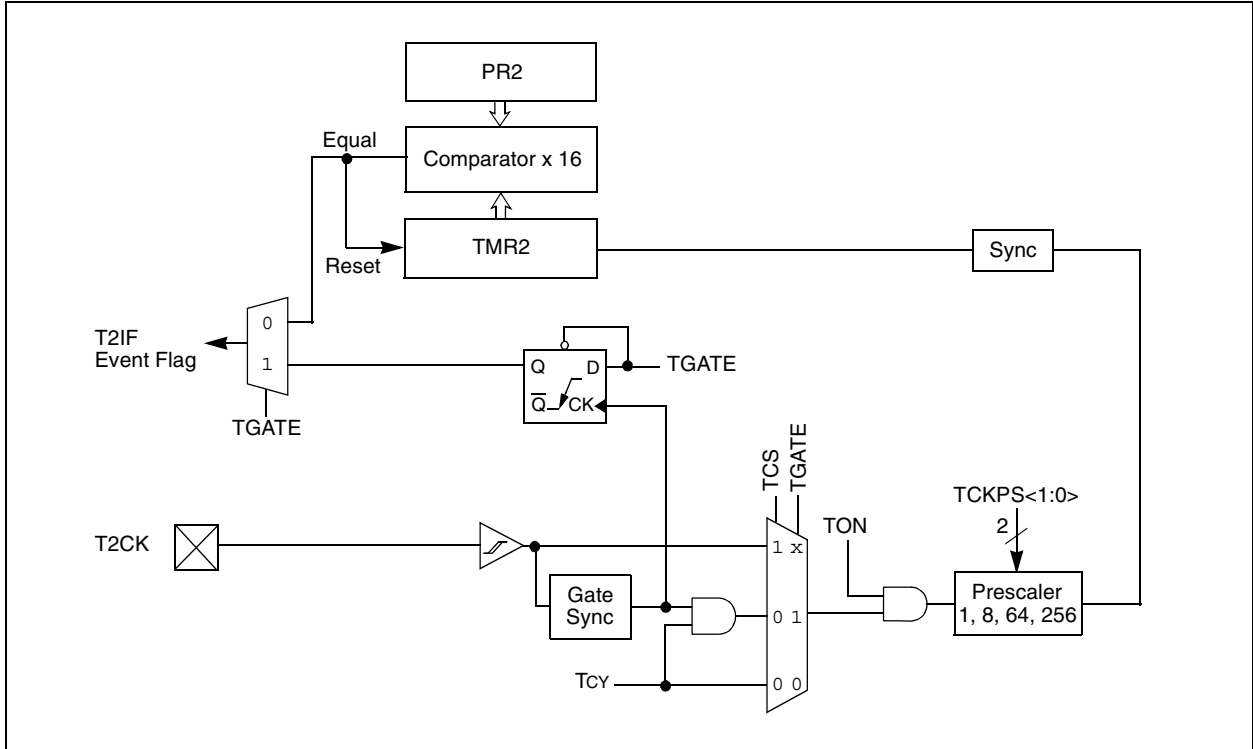 PR2
Equal
Comparator x 16
TMR2
Reset
Sync
T2IF
Event Flag
0
1
TGATE
Q
D
TGATE
Q̅
CK
TCS
TGATE
TCKPS<1:0>
2
TON
T2CK
1 x
Gate
Sync
0 1
Prescaler
1, 8, 64, 256
TCY
0 0